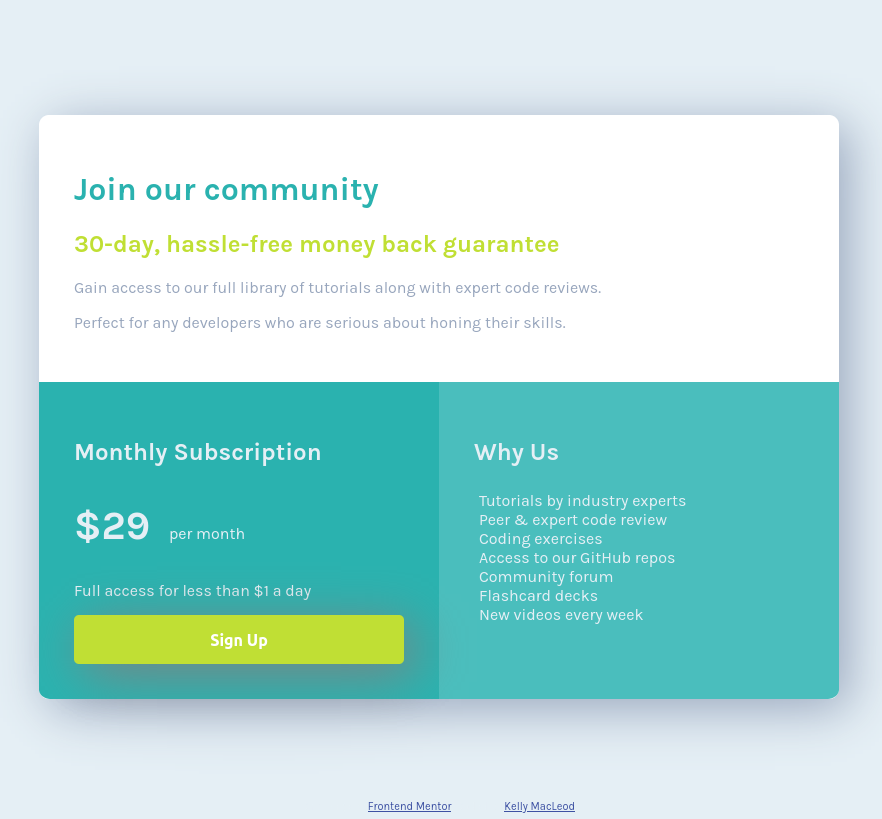 Join our community
30-day, hassle-free money back guarantee
Gain access to our full library of tutorials along with expert code reviews.
Perfect for any developers who are serious about honing their skills.
Monthly Subscription
$29 per month
Full access for less than $1 a day
Sign Up
Why Us
Tutorials by industry experts
Peer & expert code review
Coding exercises
Access to our GitHub repos
Community forum
Flashcard decks
New videos every week
Frontend Mentor Kelly MacLeod